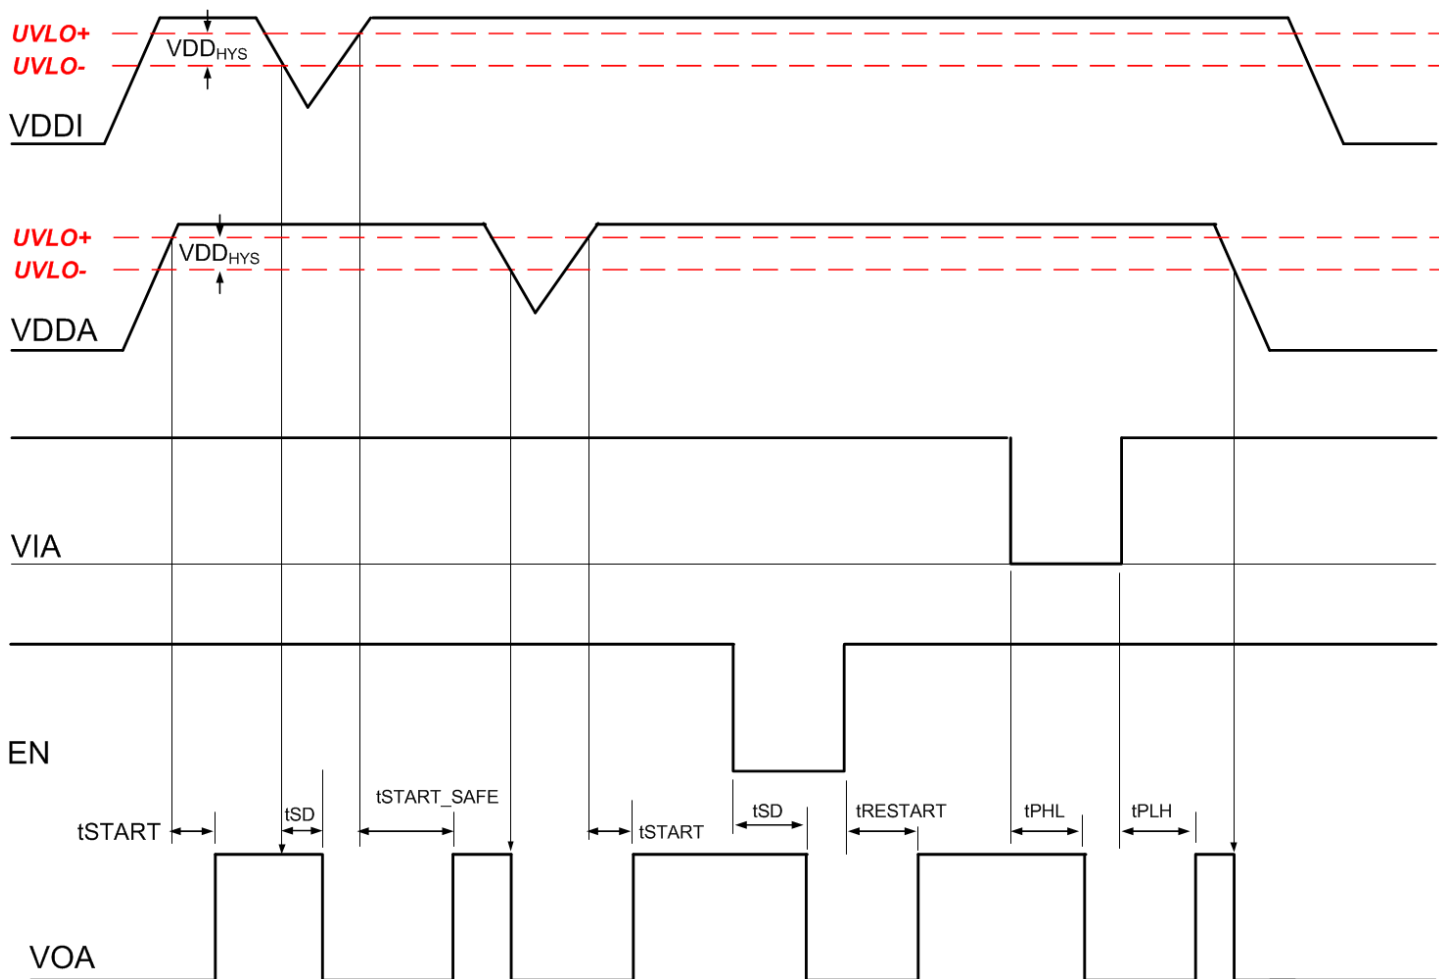 UVLO+
VDDHYS
UVLO-
VDDI
UVLO+
VDDHYS
UVLO-
VDDA
VIA
EN
tSTART
tSD
tSTART_SAFE
tSTART
tSD
tRESTART
tPHL
tPLH
VOA